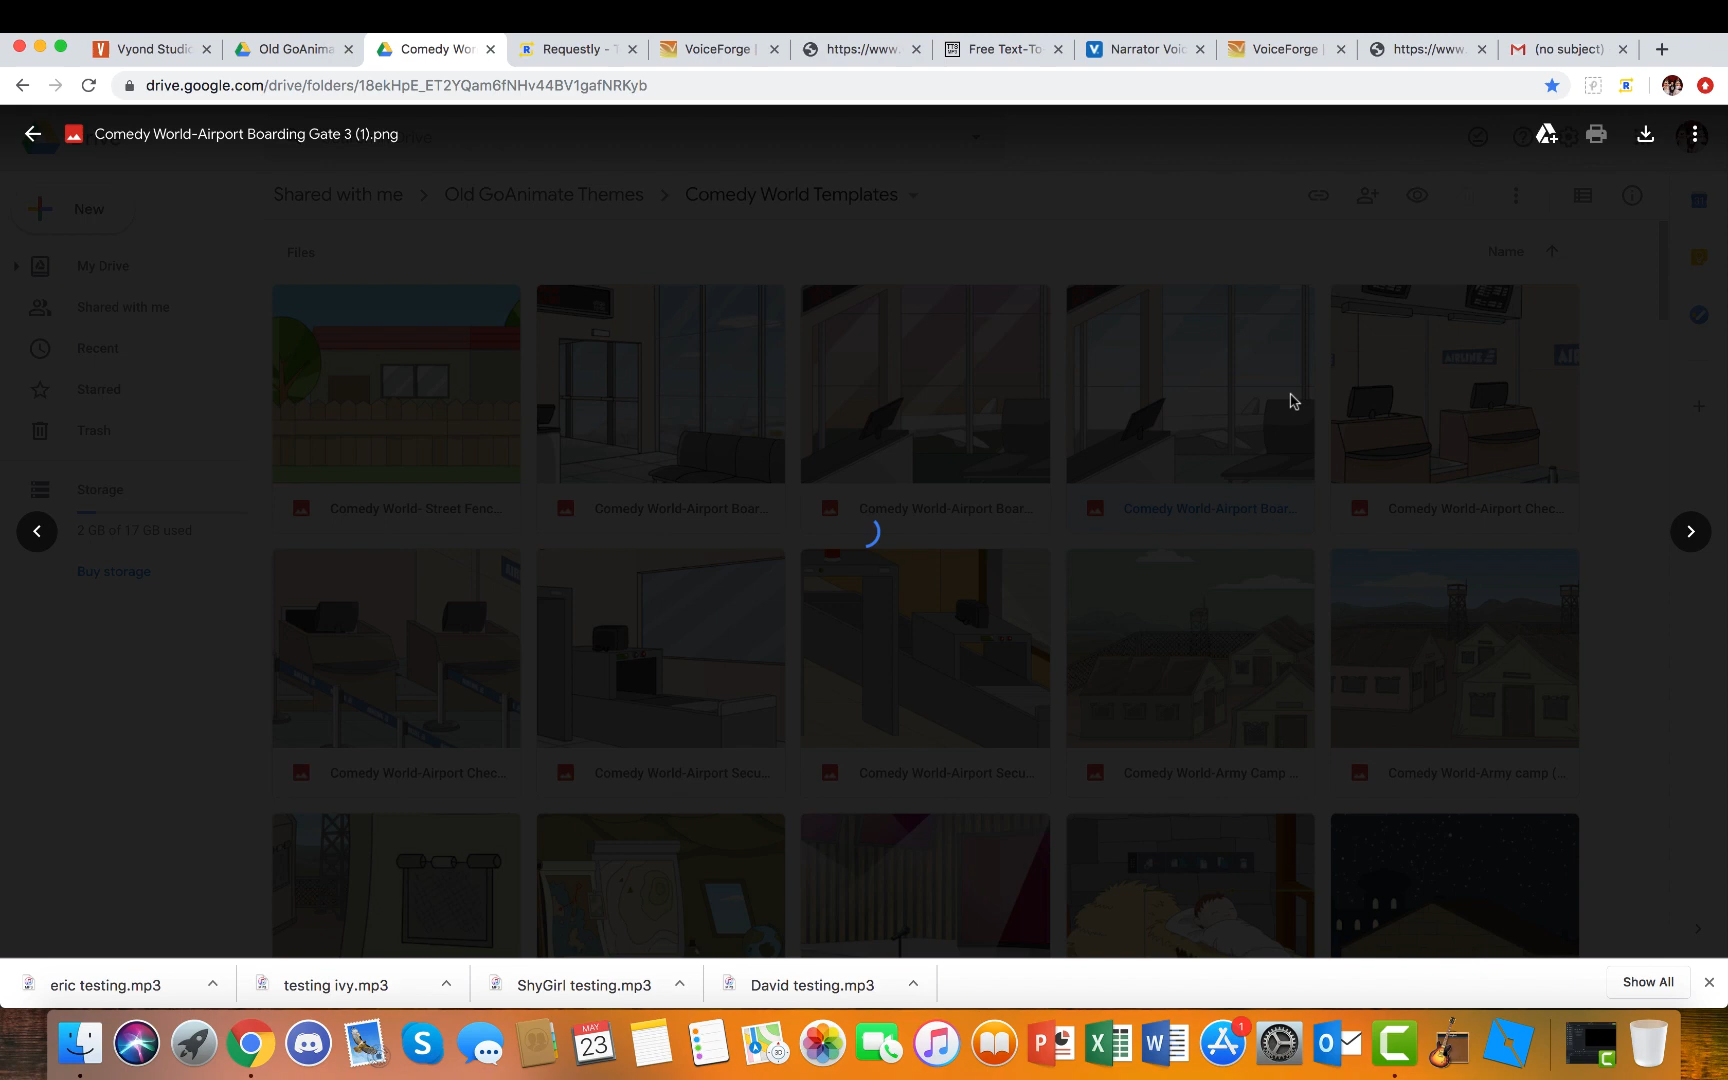 Vyond Studi
Old GoAnima
Comedy Wor
Requestly - T
VoiceForge |
https://www.
Free Text-To
Narrator Voic
VoiceForge |
https://www.
(no subject)
drive.google.com/drive/folders/18ekHpE_ET2YQam6fNHv44BV1gafNRKyb
Comedy World-Airport Boarding Gate 3 (1).png
New
Shared with me > Old GoAnimate Themes > Comedy World Templates
Files
Name
My Drive
Shared with me
Recent
Starred
Trash
Storage
2 GB of 17 GB used
Buy storage
Comedy World- Street Fenc...
Comedy World-Airport Boar...
Comedy World-Airport Boar...
Comedy World-Airport Boar...
Comedy World-Airport Chec...
Comedy World-Airport Chec...
Comedy World-Airport Secu...
Comedy World-Airport Secu...
Comedy World-Army Camp ...
Comedy World-Army camp (...
eric testing.mp3
testing ivy.mp3
ShyGirl testing.mp3
David testing.mp3
Show All
MAY
23
1